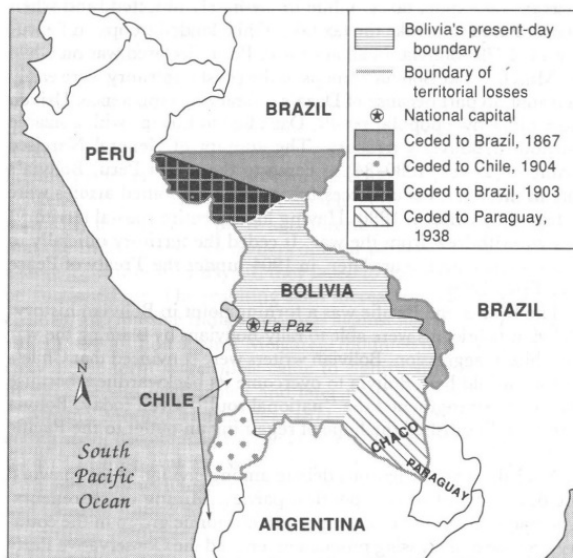 Bolivia's present-day
boundary
Boundary of
territorial losses
National capital
Ceded to Brazil, 1867
Ceded to Chile, 1904
Ceded to Brazil, 1903
Ceded to Paraguay,
1938
BRAZIL
PERU
BOLIVIA
La Paz
BRAZIL
N
CHILE
CHACO
PARAGUAY
South
Pacific
Ocean
ARGENTINA